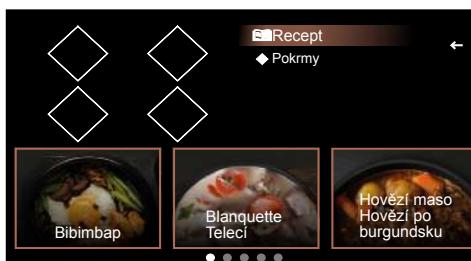 Recept
Pokrmy
Bibimbap
Blanquette
Telecí
Hovězí maso
Hovězí po
burgundsku